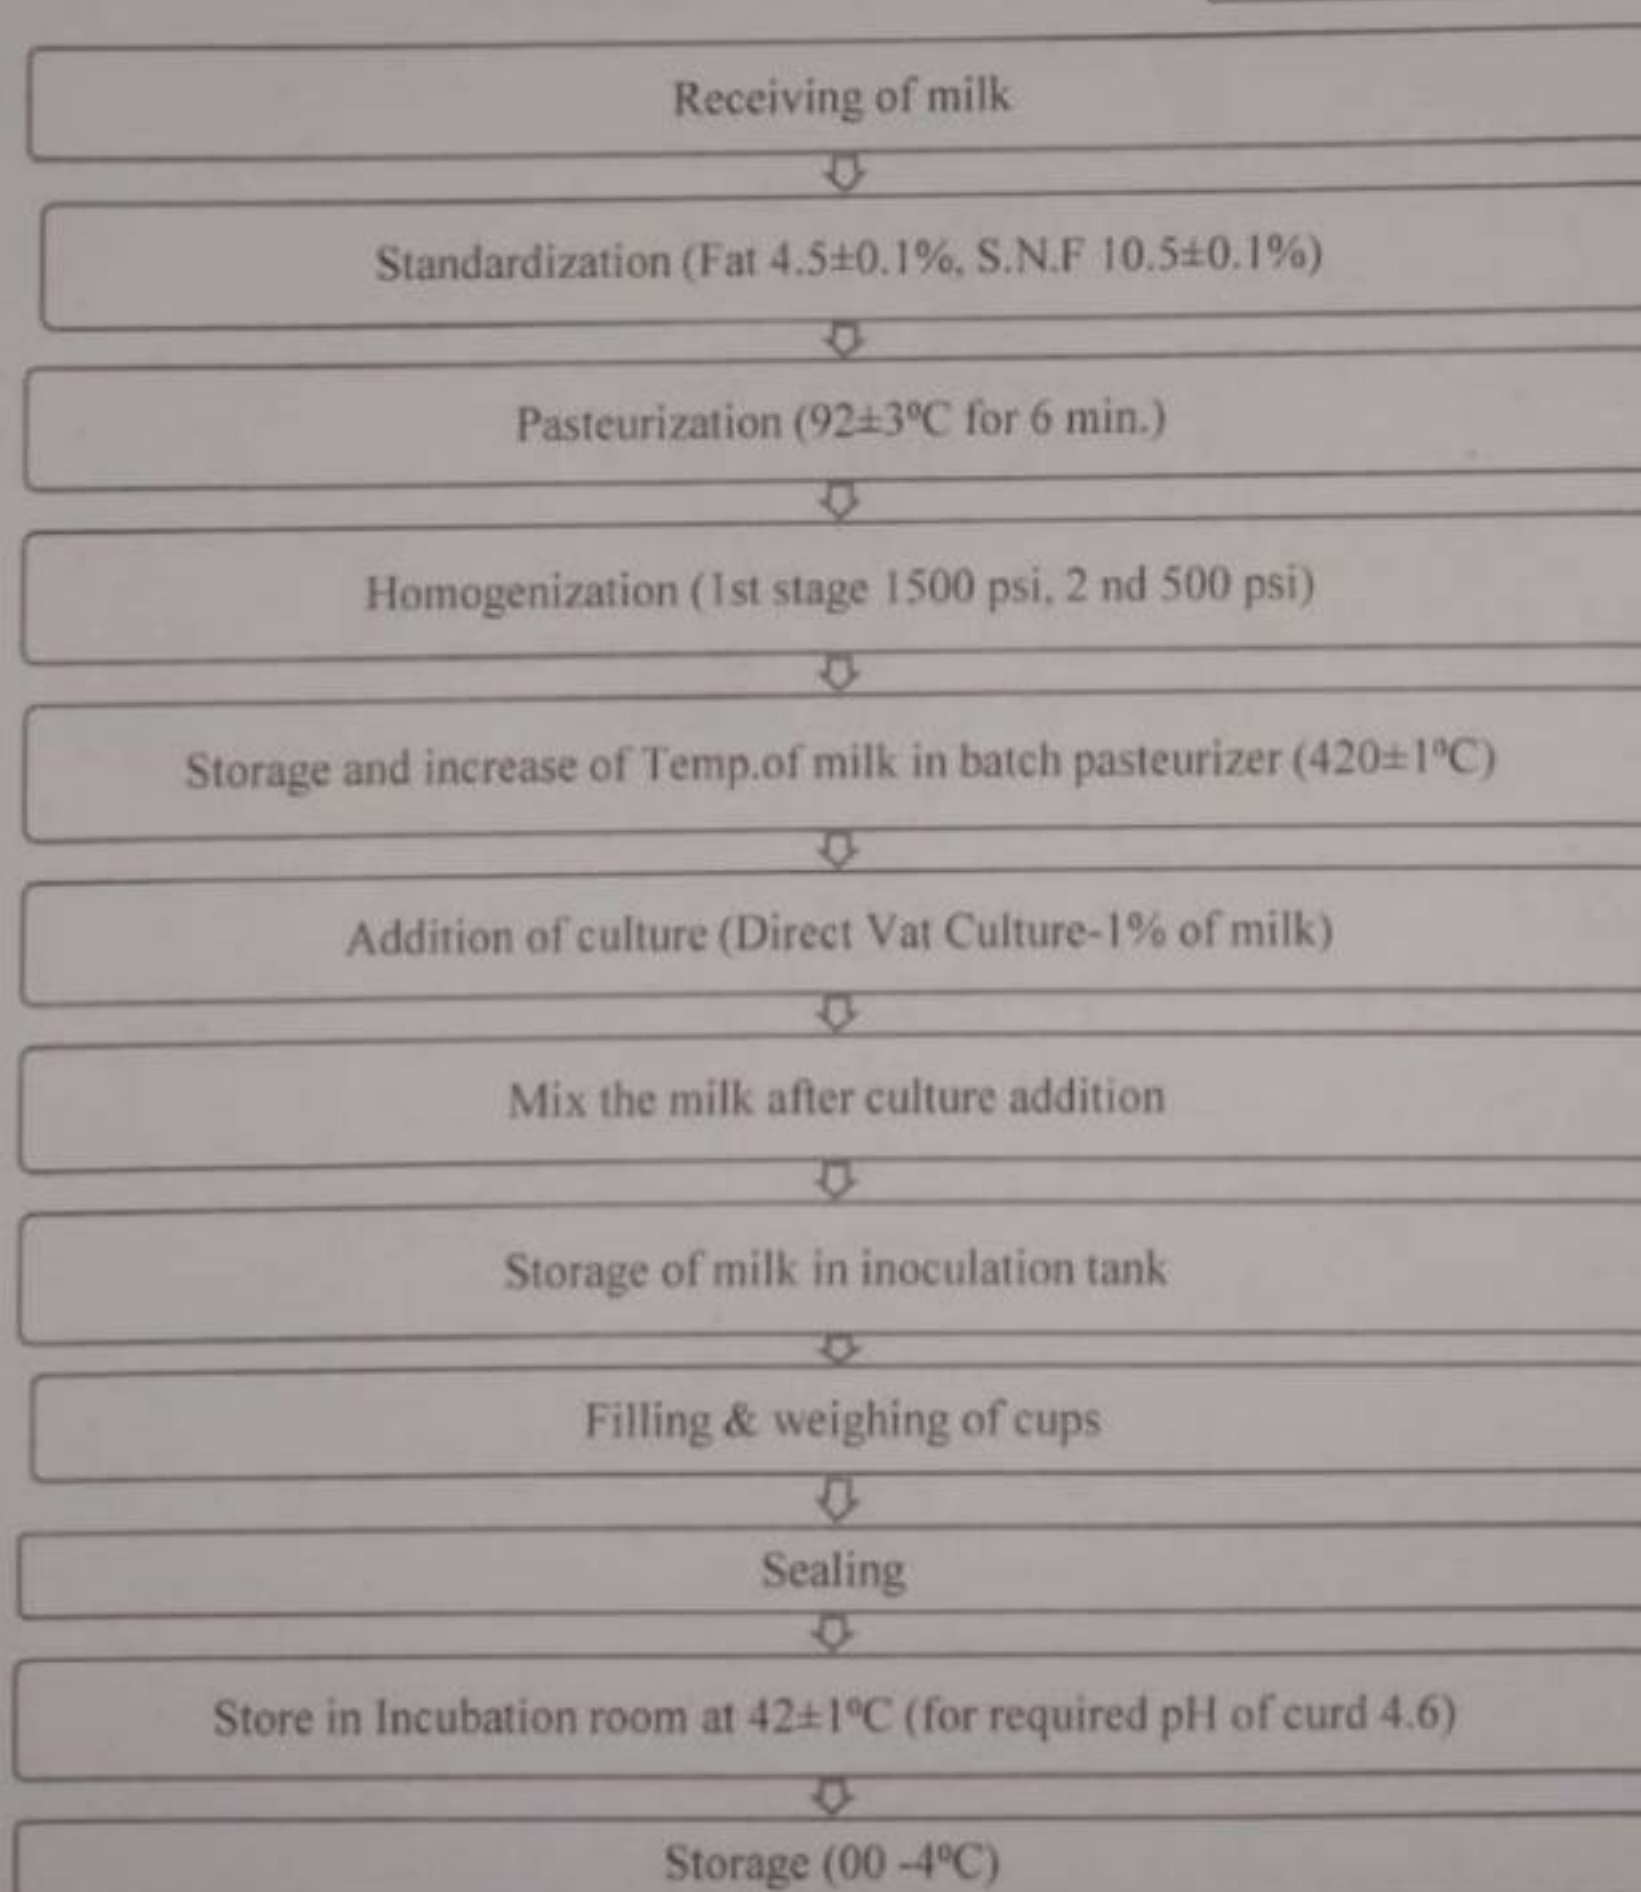 Receiving of milk
Standardization (Fat 4.5±0.1%, S.N.F 10.5±0.1%)
Pasteurization (92±3ºC for 6 min.)
Homogenization (1st stage 1500 psi, 2 nd 500 psi)
Storage and increase of Temp.of milk in batch pasteurizer (420±1ºC)
Addition of culture (Direct Vat Culture-1% of milk)
Mix the milk after culture addition
Storage of milk in inoculation tank
Filling & weighing of cups
Sealing
Store in Incubation room at 42±1ºC (for required pH of curd 4.6)
Storage (00 -4ºC)